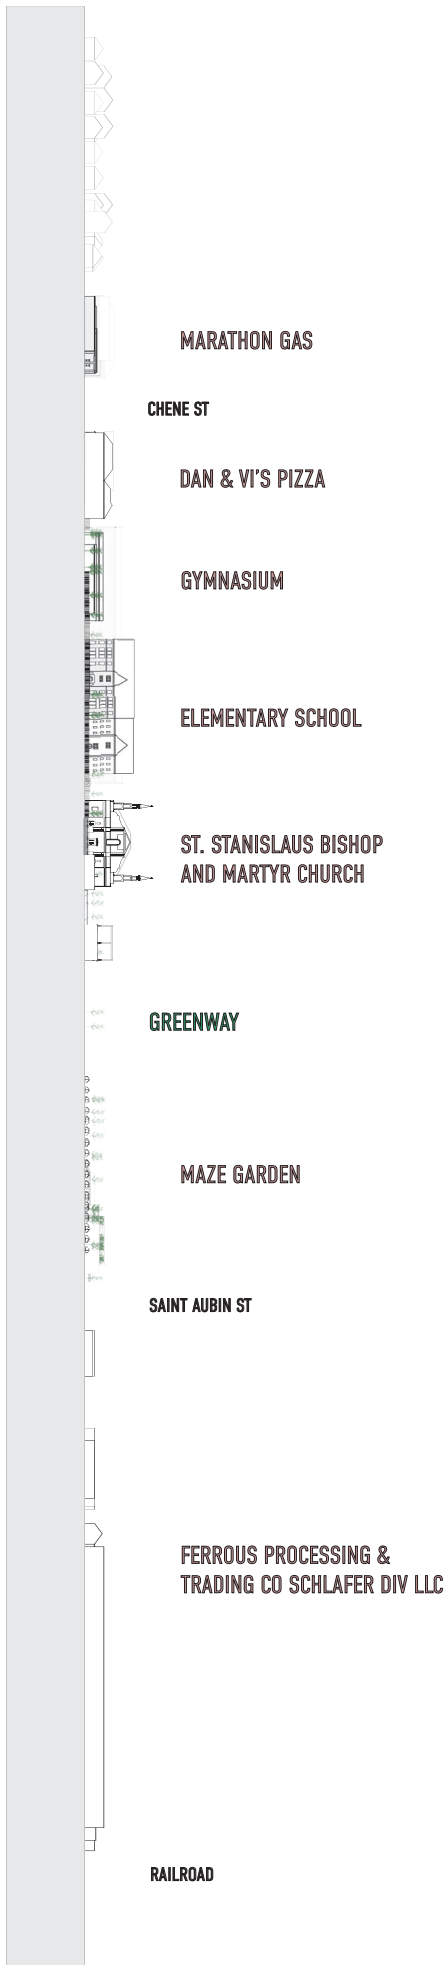 MARATHON GAS
CHENE ST
DAN & VI'S PIZZA
GYMNASIUM
ELEMENTARY SCHOOL
ST. STANISLAUS BISHOP
AND MARTYR CHURCH
GREENWAY
MAZE GARDEN
SAINT AUBIN ST
FERROUS PROCESSING &
TRADING CO SCHLAFER DIV LLC
RAILROAD